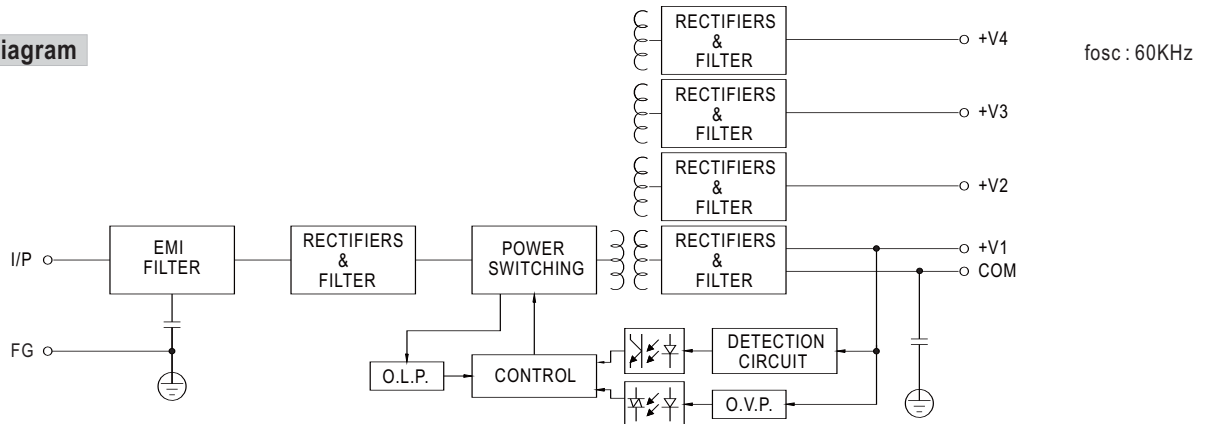 iagram
fosc : 60KHz
RECTIFIERS
&
FILTER
+V4
RECTIFIERS
&
FILTER
+V3
RECTIFIERS
&
FILTER
+V2
I/P
EMI
FILTER
RECTIFIERS
&
FILTER
POWER
SWITCHING
RECTIFIERS
&
FILTER
+V1
COM
FG
O.L.P.
CONTROL
DETECTION
CIRCUIT
O.V.P.